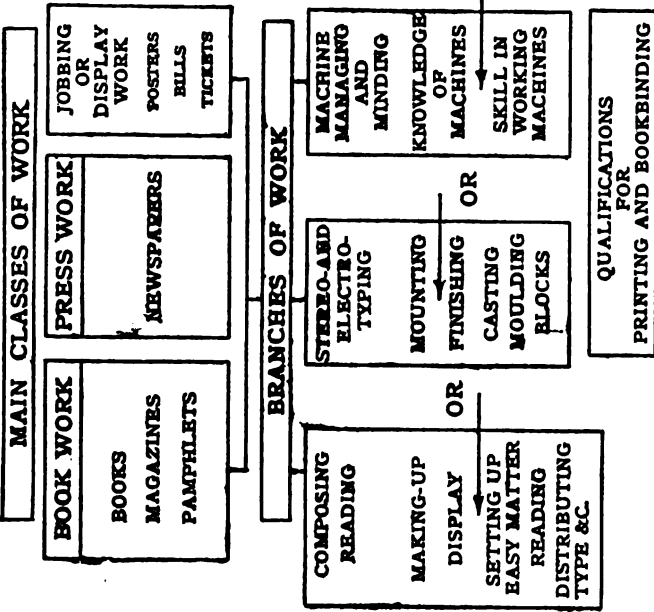 MAIN CLASSES OF WORK
BOOK WORK
BOOKS
MAGAZINES
PAMPHLETS
PRESS WORK
NEWSPAPERS
JOBBING
OR
DISPLAY
WORK
POSTERS
BILLS
TICKETS
BRANCHES OF WORK
COMPOSING
READING
MAKING-UP
DISPLAY
SETTING UP
EASY MATTER
READING
DISTRIBUTING
TYPE &C.
OR
STEREO-AND
ELECTRO-
TYPING
MOUNTING
FINISHING
CASTING
MOULDING
BLOCKS
OR
MACHINE
MANAGING
AND
MINDING
KNOWLEDGE
OF
MACHINES
SKILL IN
WORKING
MACHINES
QUALIFICATIONS
FOR
PRINTING AND BOOKBINDING